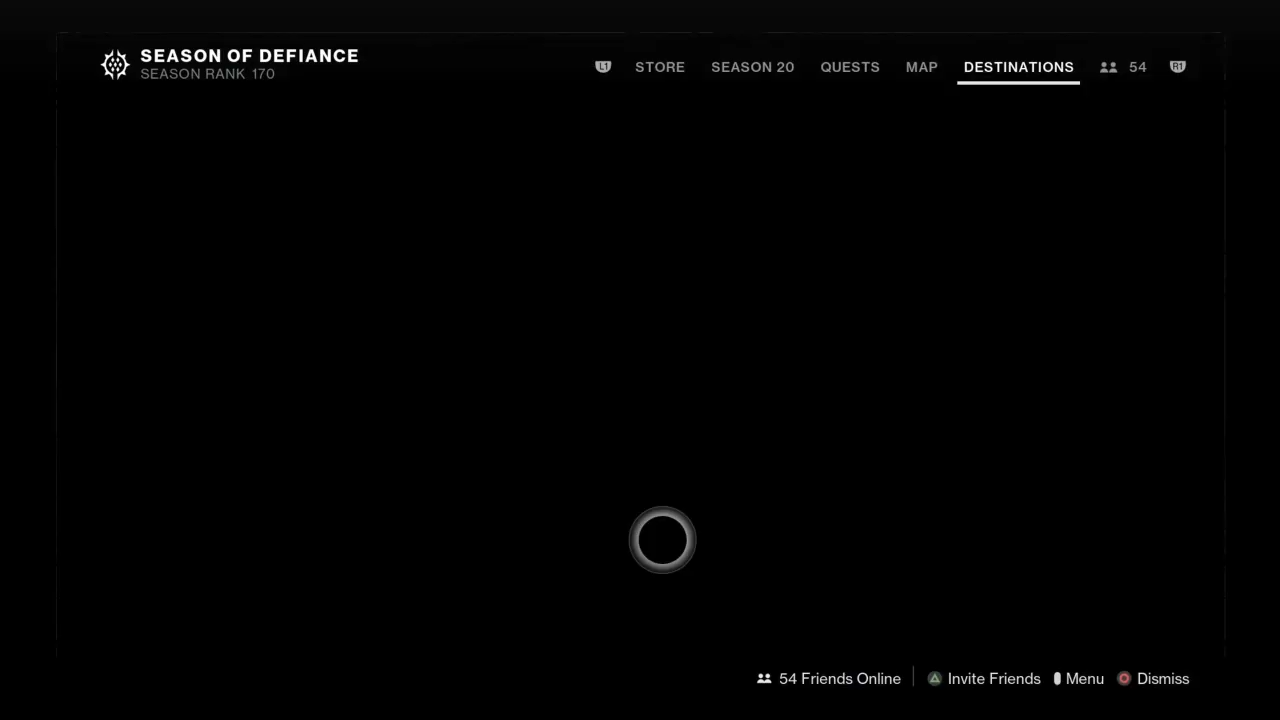 SEASON OF DEFIANCE
SEASON RANK 170
L1 STORE SEASON 20 QUESTS MAP DESTINATIONS 54 R1
54 Friends Online Invite Friends Menu Dismiss